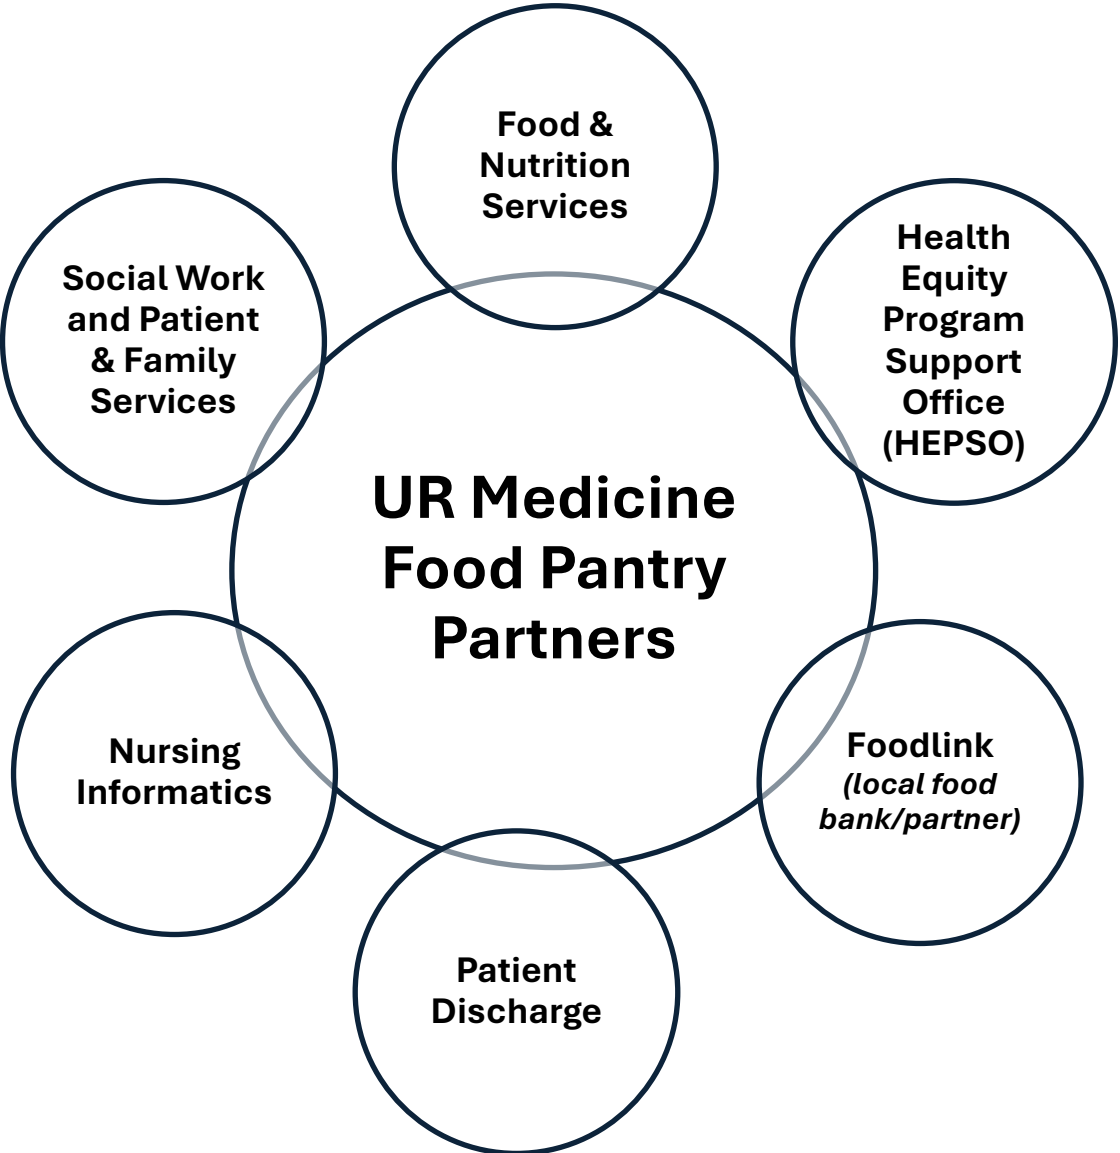 Food &
Nutrition
Services
Health
Equity
Program
Support
Office
(HEPSO)
Social Work
and Patient
& Family
Services
UR Medicine
Food Pantry
Partners
Nursing
Informatics
Foodlink
(local food
bank/partner)
Patient
Discharge